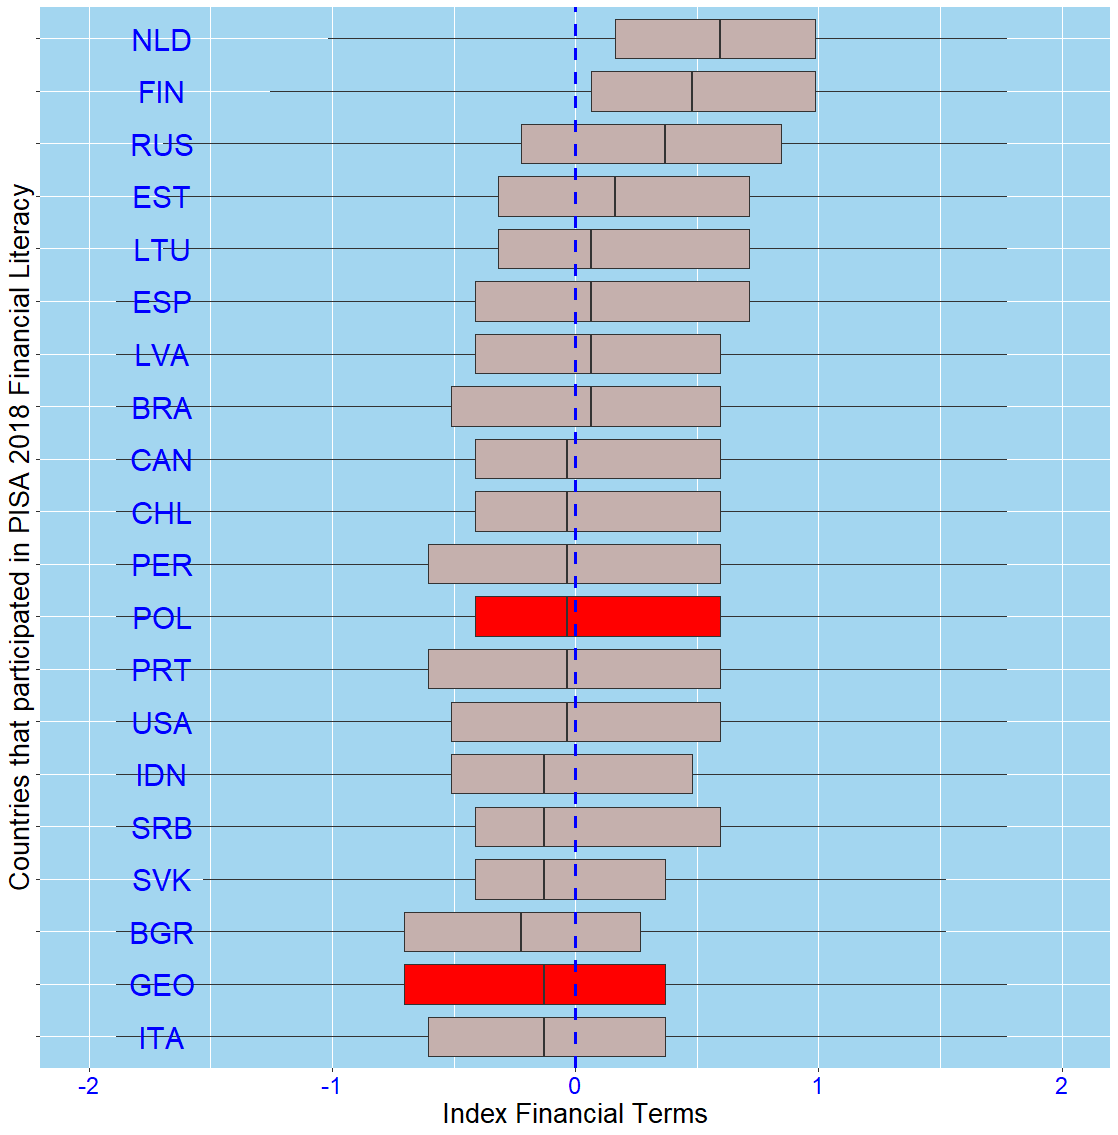 Countries that participated in PISA 2018 Financial Literacy
NLD
FIN
RUS
EST
LTU
ESP
LVA
BRA
CAN
CHL
PER
POL
PRT
USA
IDN
SRB
SVK
BGR
GEO
ITA
-2 -1 0 1 2
Index Financial Terms